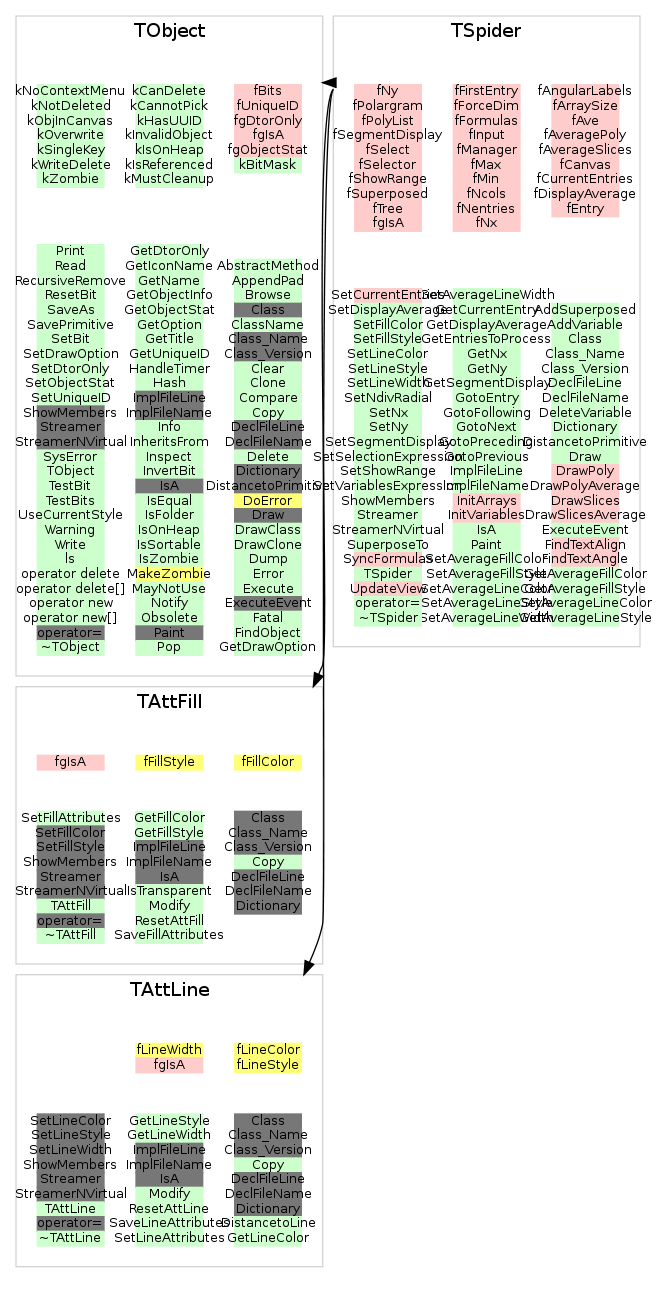 TObject
kNoContextMenu
kNotDeleted
kObjInCanvas
kOverwrite
kSingleKey
kWriteDelete
kZombie
kCanDelete
kCannotPick
kHasUUID
kInvalidObject
kIsOnHeap
kIsReferenced
kMustCleanup
fBits
fUniqueID
fgDtorOnly
fgIsA
fgObjectStat
kBitMask
Print
Read
RecursiveRemove
ResetBit
SaveAs
SavePrimitive
SetBit
SetDrawOption
SetDtorOnly
SetObjectStat
SetUniqueID
ShowMembers
Streamer
StreamerNVirtual
SysError
TObject
TestBit
TestBits
UseCurrentStyle
Warning
Write
ls
operator delete
operator delete[]
operator new
operator new[]
operator=
~TObject
GetDtorOnly
GetIconName
GetName
GetObjectInfo
GetObjectStat
GetOption
GetTitle
GetUniqueID
HandleTimer
Hash
ImplFileLine
ImplFileName
Info
InheritsFrom
Inspect
InvertBit
IsA
IsEqual
IsFolder
IsOnHeap
IsSortable
IsZombie
MakeZombie
MayNotUse
Notify
Obsolete
Paint
Pop
AbstractMethod
AppendPad
Browse
Class
ClassName
Class_Name
Class_Version
Clear
Clone
Compare
Copy
DeclFileLine
DeclFileName
Delete
Dictionary
DistancetoPrimitive
DoError
Draw
DrawClass
DrawClone
Dump
Error
Execute
ExecuteEvent
Fatal
FindObject
GetDrawOption
TSpider
fNy
fPolargram
fPolyList
fSegmentDisplay
fSelect
fSelector
fShowRange
fSuperposed
fTree
fgIsA
fFirstEntry
fForceDim
fFormulas
fInput
fManager
fMax
fMin
fNcols
fNentries
fNx
fAngularLabels
fArraySize
fAve
fAveragePoly
fAverageSlices
fCanvas
fCurrentEntries
fDisplayAverage
fEntry
SetCurrentEntries
SetDisplayAverage
SetFillColor
SetFillStyle
SetLineColor
SetLineStyle
SetLineWidth
SetNdivRadial
SetNx
SetNy
SetSegmentDisplay
SetSelectionExpression
SetShowRange
SetVariablesExpression
ShowMembers
Streamer
StreamerNVirtual
SuperposeTo
SyncFormulas
TSpider
UpdateView
operator=
~TSpider
SetAverageLineWidth
GetCurrentEntry
GetDisplayAverage
GetEntriesToProcess
GetNx
GetNy
GetSegmentDisplay
GotoEntry
GotoFollowing
GotoNext
GotoPreceding
GotoPrevious
ImplFileLine
ImplFileName
InitArrays
InitVariables
IsA
Paint
SetAverageFillColor
SetAverageFillStyle
SetAverageLineColor
SetAverageLineStyle
SetAverageLineWidth
AddSuperposed
AddVariable
Class
Class_Name
Class_Version
DeclFileLine
DeclFileName
DeleteVariable
Dictionary
DistancetoPrimitive
Draw
DrawPoly
DrawPolyAverage
DrawSlices
DrawSlicesAverage
ExecuteEvent
FindTextAlign
FindTextAngle
GetAverageFillColor
GetAverageFillStyle
GetAverageLineColor
GetAverageLineStyle
TAttFill
fgIsA
fFillStyle
fFillColor
SetFillAttributes
SetFillColor
SetFillStyle
ShowMembers
Streamer
StreamerNVirtual
TAttFill
operator=
~TAttFill
GetFillColor
GetFillStyle
ImplFileLine
ImplFileName
IsA
IsTransparent
Modify
ResetAttFill
SaveFillAttributes
Class
Class_Name
Class_Version
Copy
DeclFileLine
DeclFileName
Dictionary
TAttLine
fLineWidth
fgIsA
fLineColor
fLineStyle
SetLineColor
SetLineStyle
SetLineWidth
ShowMembers
Streamer
StreamerNVirtual
TAttLine
operator=
~TAttLine
GetLineStyle
GetLineWidth
ImplFileLine
ImplFileName
IsA
Modify
ResetAttLine
SaveLineAttributes
SetLineAttributes
Class
Class_Name
Class_Version
Copy
DeclFileLine
DeclFileName
Dictionary
DistancetoLine
GetLineColor